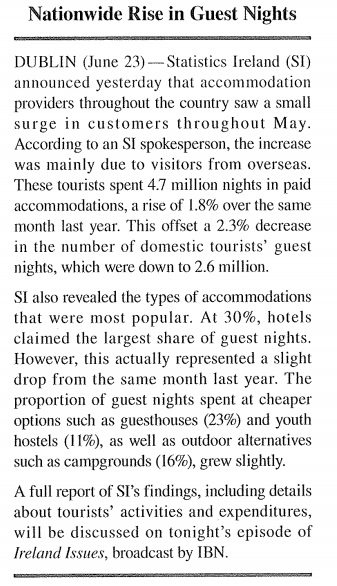 Nationwide Rise in Guest Nights
DUBLIN (June 23)—Statistics Ireland (SI)
announced yesterday that accommodation
providers throughout the country saw a small
surge in customers throughout May.
According to an SI spokesperson, the increase
was mainly due to visitors from overseas.
These tourists spent 4.7 million nights in paid
accommodations, a rise of 1.8% over the same
month last year. This offset a 2.3% decrease
in the number of domestic tourists' guest
nights, which were down to 2.6 million.
SI also revealed the types of accommodations
that were most popular. At 30%, hotels
claimed the largest share of guest nights.
However, this actually represented a slight
drop from the same month last year. The
proportion of guest nights spent at cheaper
options such as guesthouses (23%) and youth
hostels (11%), as well as outdoor alternatives
such as campgrounds (16%), grew slightly.
A full report of SI's findings, including details
about tourists' activities and expenditures,
will be discussed on tonight's episode of
Ireland Issues, broadcast by IBN.